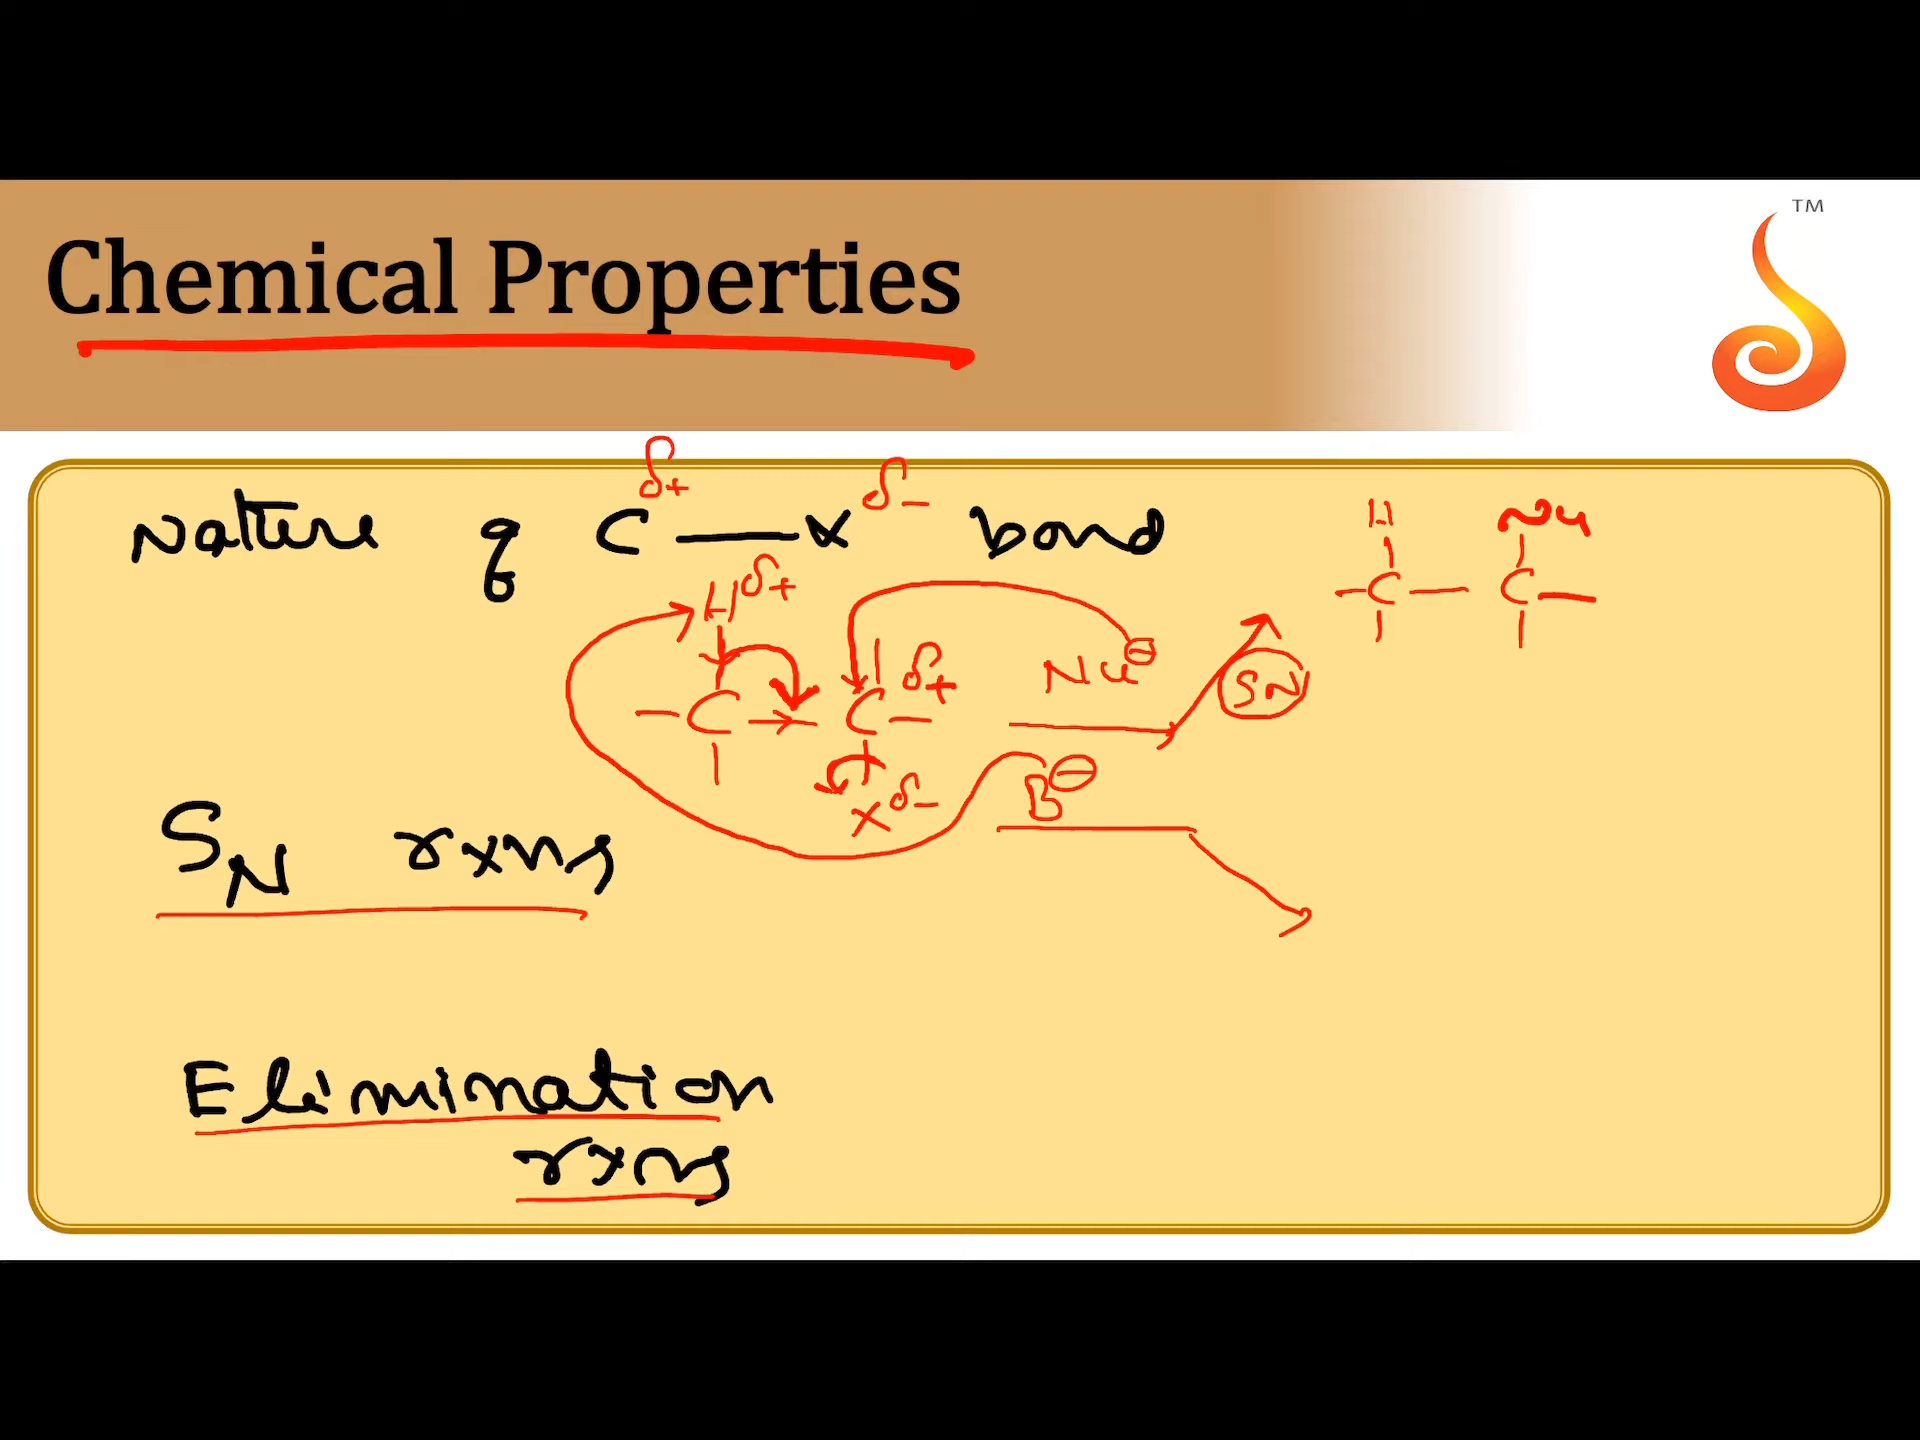 TM
Chemical Properties
δ+ δ-
Nature of C — X bond
H Nu
- C - C -
H δ+
Nu ⊖
δ+
- C → C -
SN
B ⊖
X δ-
SN rxns
Elimination
rxns